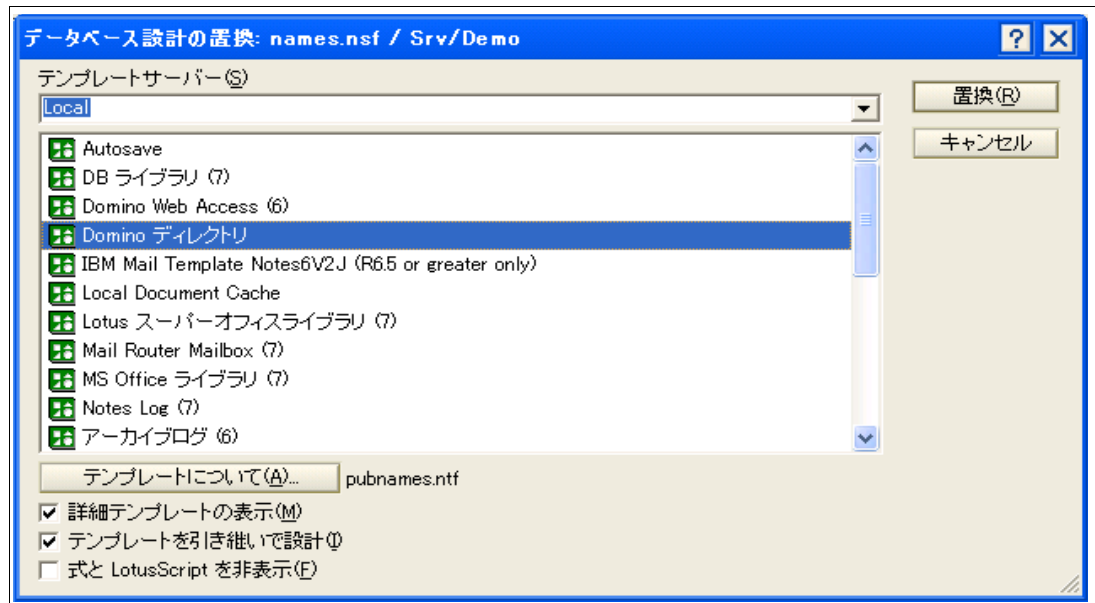 データベース設計の置換: names.nsf / Srv/Demo
テンプレートサーバー(S)
Local
置換(R)
キャンセル
Autosave
DB ライブラリ (7)
Domino Web Access (6)
Domino ディレクトリ
IBM Mail Template Notes6V2J (R6.5 or greater only)
Local Document Cache
Lotus スーパーオフィスライブラリ (7)
Mail Router Mailbox (7)
MS Office ライブラリ (7)
Notes Log (7)
アーカイブログ (6)
テンプレートについて(A)... pubnames.ntf
詳細テンプレートの表示(M)
テンプレートを引き継いで設計(I)
式と LotusScript を非表示(F)